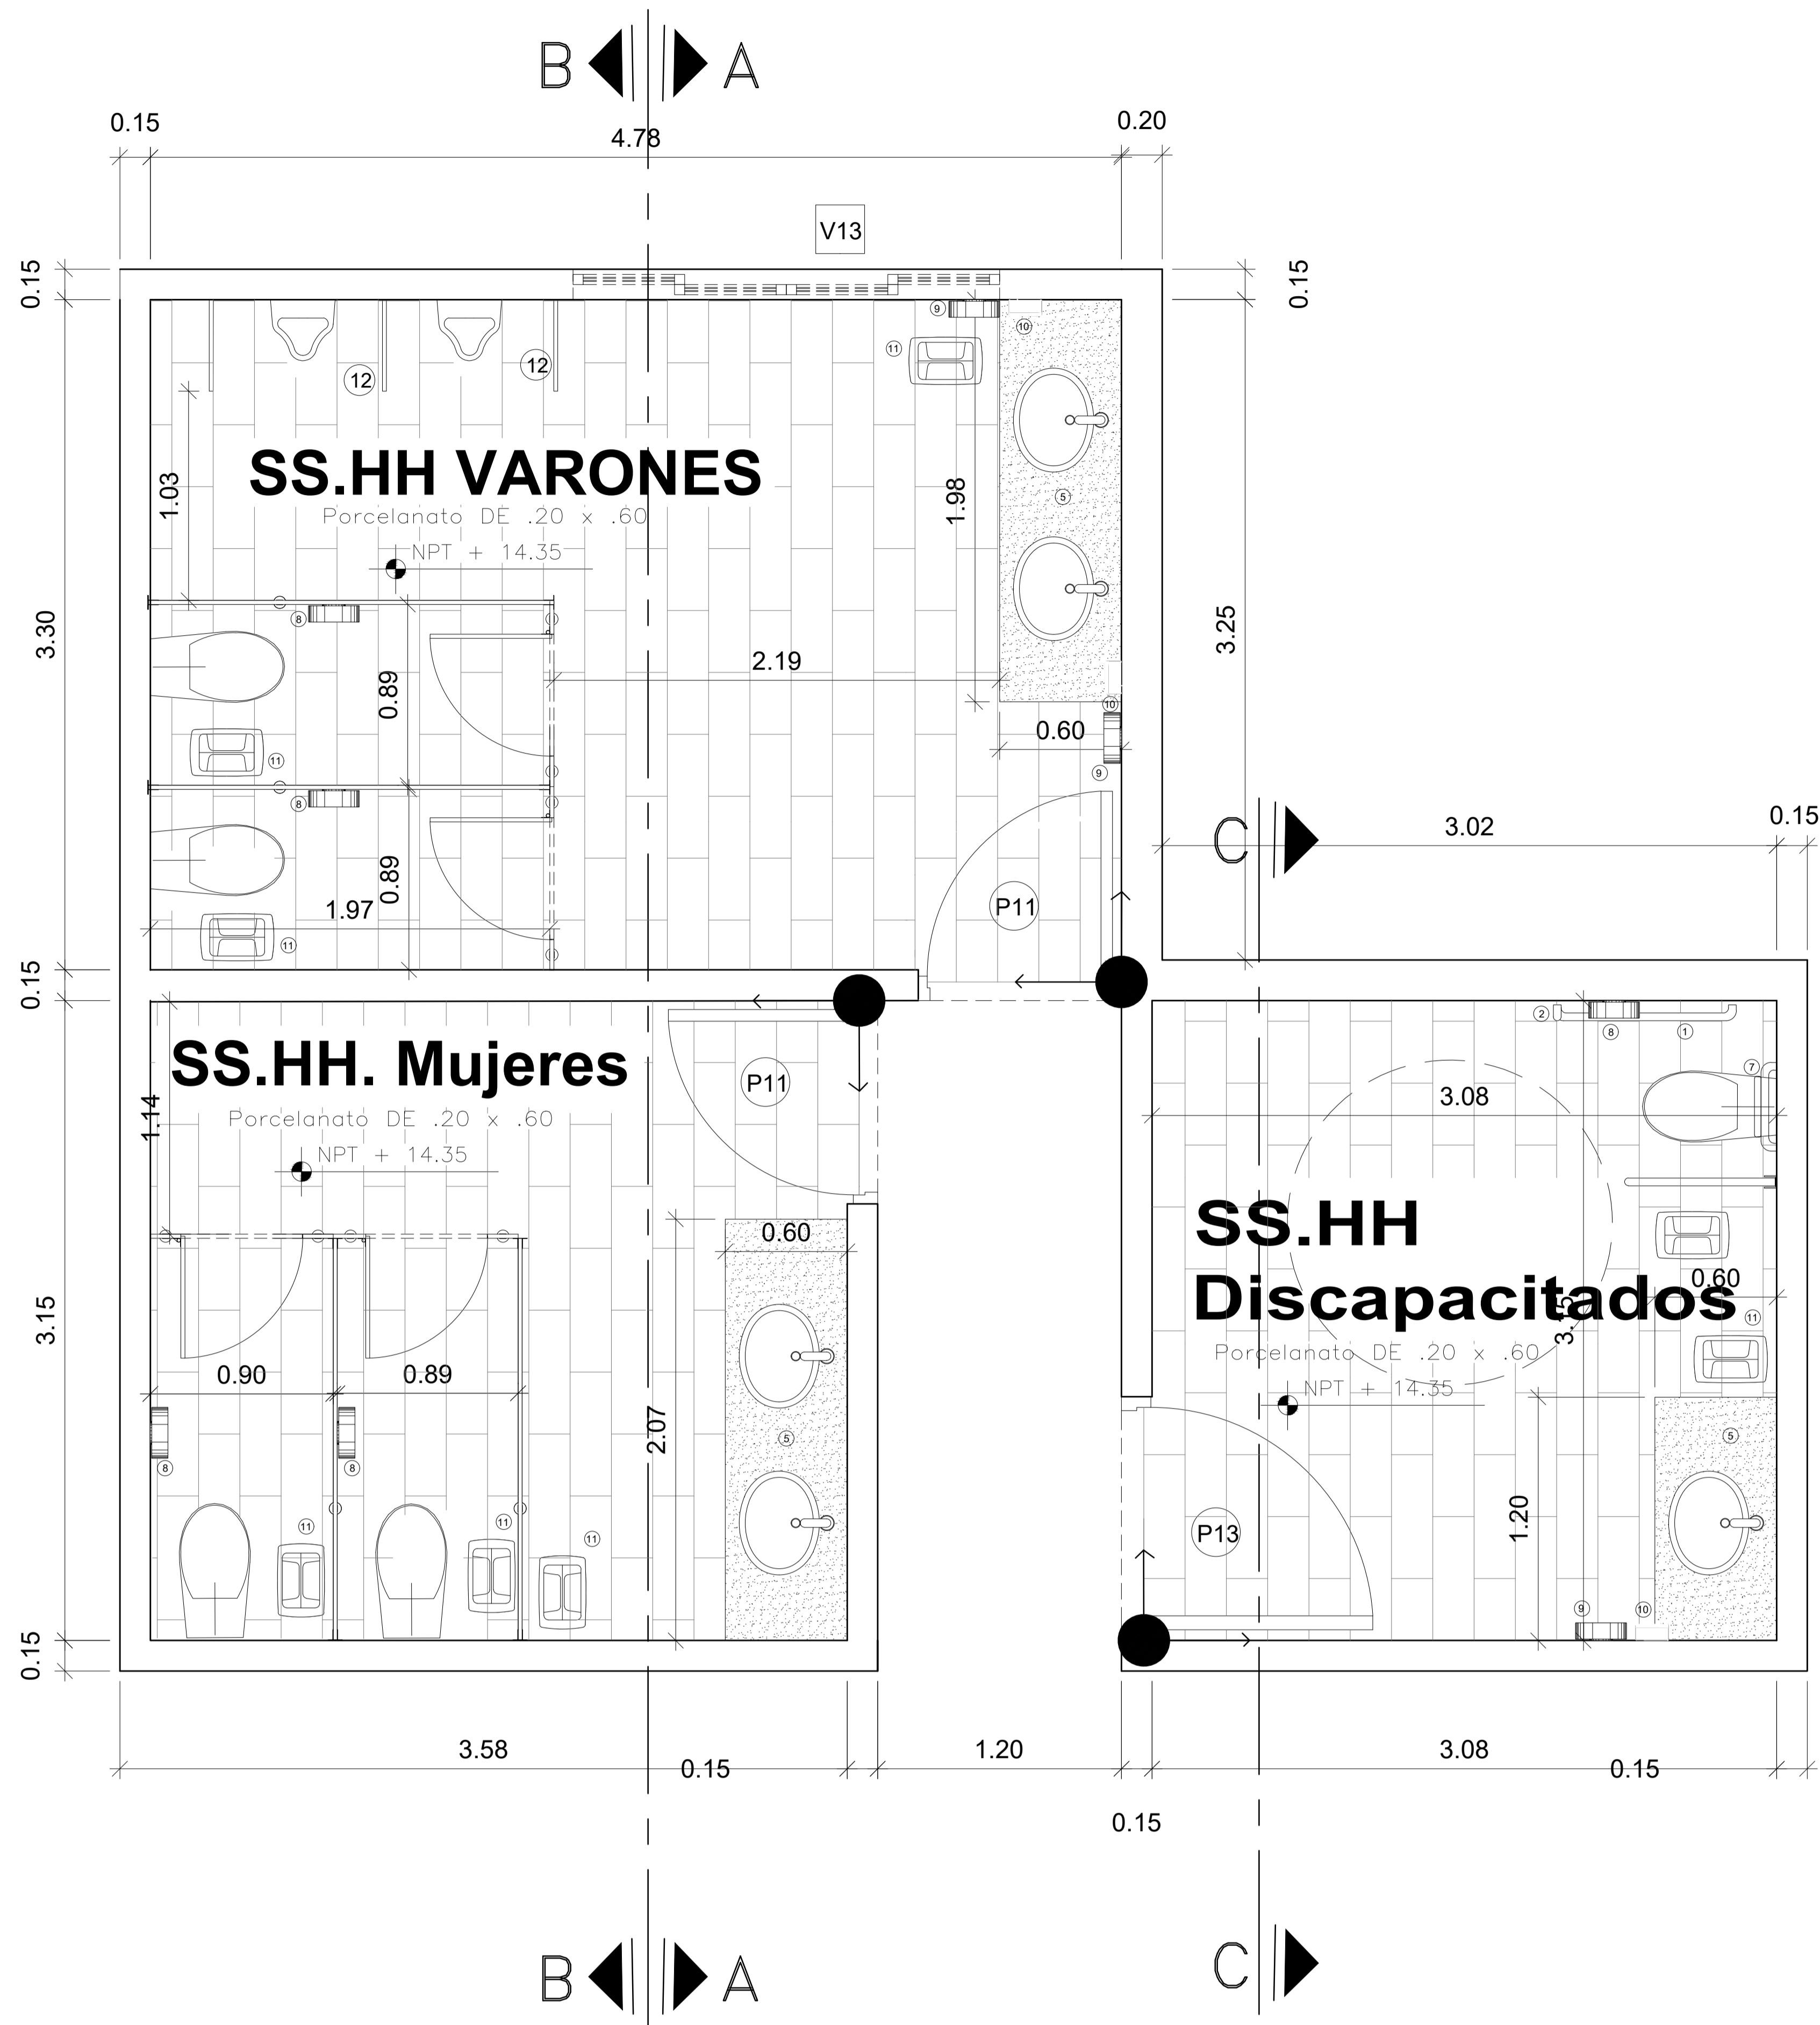 B A
0.15 4.78 0.20
V13
0.15 0.15
9 10
11
12 12
SS.HH VARONES
1.03 1.98 5
Porcelanato DE .20 x .60
NPT + 14.35
8
3.30 3.25
2.19
0.89
10
0.60
11 9
8
C 3.02 0.15
0.89
1.97 P11
11
0.15
2 8 1
SS.HH. Mujeres
7
P11
3.08
1.14
Porcelanato DE .20 x .60
NPT + 14.35
SS.HH
0.60
0.60
Discapacitados
3.15 3.15 11
Porcelanato DE .20 x .60
0.90 0.89
NPT + 14.35
2.07 5 5
8 8
1.20
11 11 11 P13
9 10
0.15
3.58 1.20 3.08
0.15 0.15
0.15
B A C